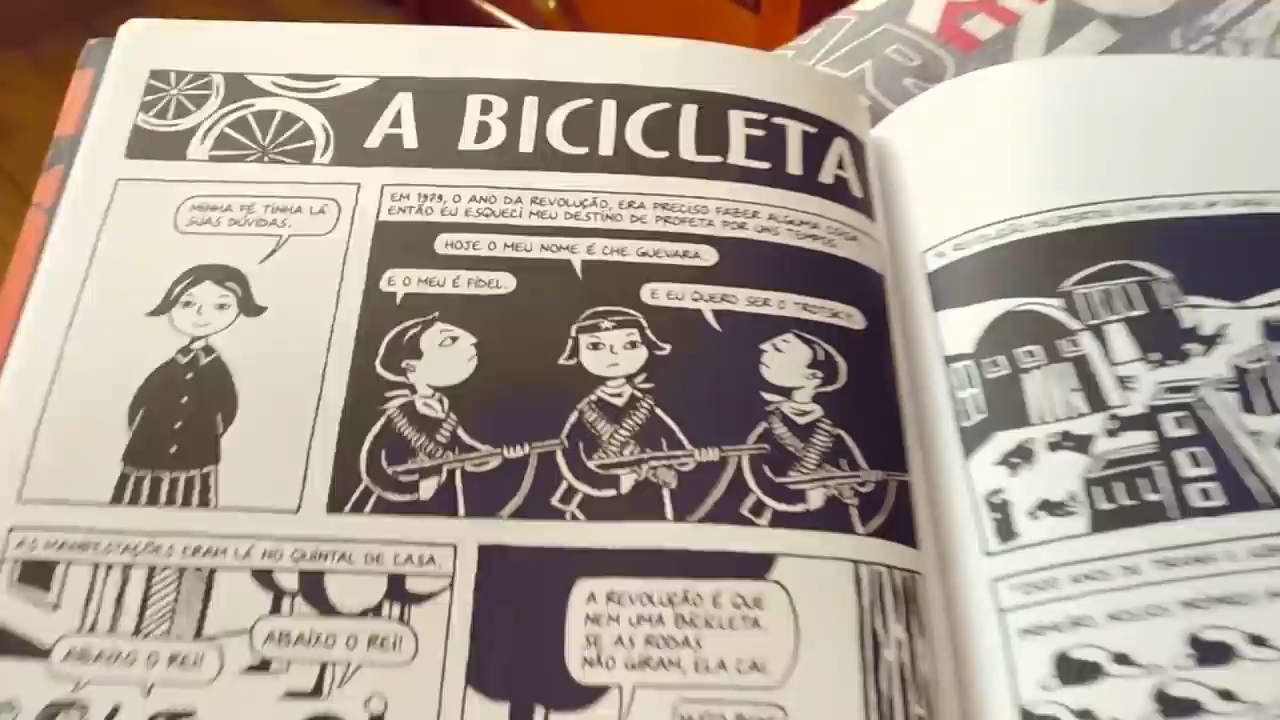 A BICICLETA
MINHA FÉ TINHA LÁ
SUAS DÚVIDAS.
EM 1979, O ANO DA REVOLUÇÃO, ERA PRECISO FAZER ALGUMA COISA
ENTÃO EU ESQUECI MEU DESTINO DE PROFETA POR UNS TEMPOS.
HOJE O MEU NOME É CHE GUEVARA.
E O MEU É FIDEL.
E EU QUERO SER O TROTSKY!
AS MANIFESTAÇÕES ERAM LÁ NO QUINTAL DE CASA.
ABAIXO O REI!
ABAIXO O REI!
A REVOLUÇÃO É QUE
NEM UMA BICICLETA.
SE AS RODAS
NÃO GIRAM, ELA CAI.